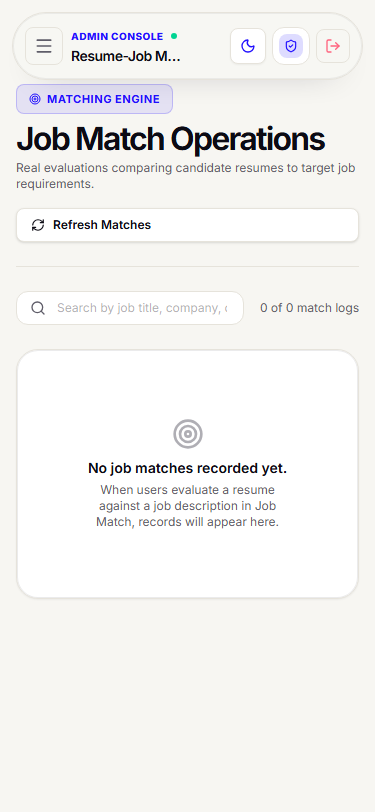 ADMIN CONSOLE
Resume-Job M...
MATCHING ENGINE
Job Match Operations
Real evaluations comparing candidate resumes to target job
requirements.
Refresh Matches
Search by job title, company, c
0 of 0 match logs
No job matches recorded yet.
When users evaluate a resume
against a job description in Job
Match, records will appear here.